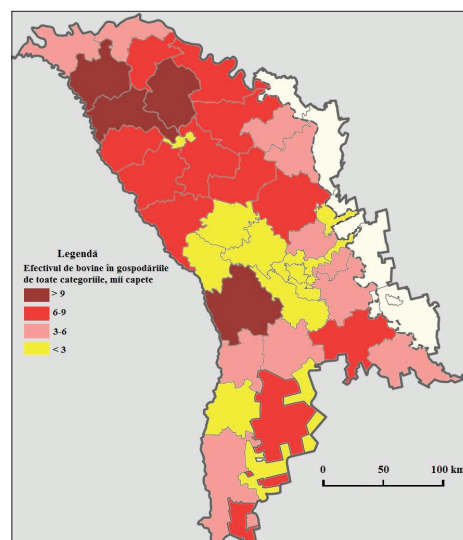 Legendă
Efectivul de bovine în gospodăriile
de toate categoriile, mii capete
> 9
6-9
3-6
< 3
0 50 100 km